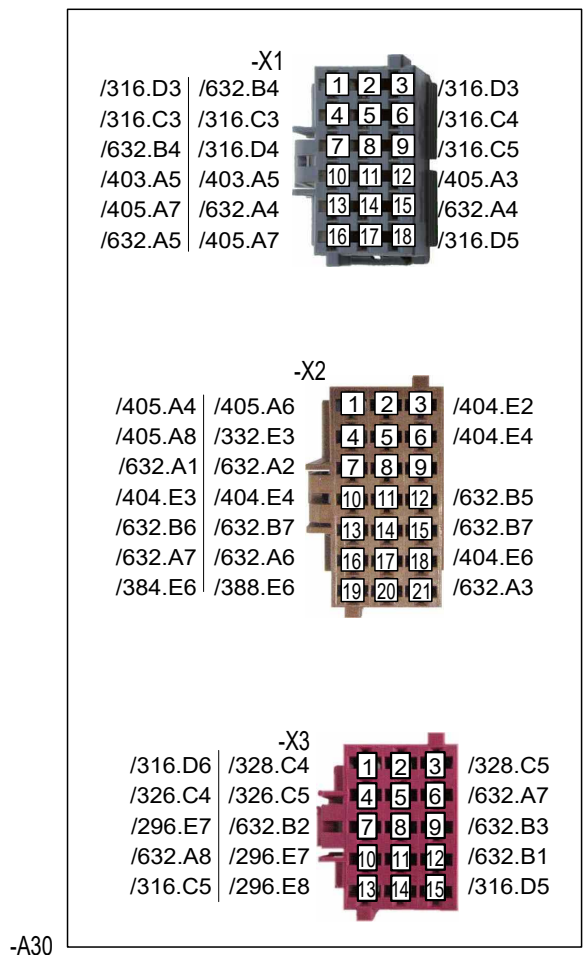 -X1
/316.D3 /632.B4 1 2 3 /316.D3
/316.C3 /316.C3 4 5 6 /316.C4
/632.B4 /316.D4 7 8 9 /316.C5
/403.A5 /403.A5 10 11 12 /405.A3
/405.A7 /632.A4 13 14 15 /632.A4
/632.A5 /405.A7 16 17 18 /316.D5
-X2
/405.A4 /405.A6 1 2 3 /404.E2
/405.A8 /332.E3 4 5 6 /404.E4
/632.A1 /632.A2 7 8 9
/404.E3 /404.E4 10 11 12 /632.B5
/632.B6 /632.B7 13 14 15 /632.B7
/632.A7 /632.A6 16 17 18 /404.E6
/384.E6 /388.E6 19 20 21 /632.A3
-X3
/316.D6 /328.C4 1 2 3 /328.C5
/326.C4 /326.C5 4 5 6 /632.A7
/296.E7 /632.B2 7 8 9 /632.B3
/632.A8 /296.E7 10 11 12 /632.B1
/316.C5 /296.E8 13 14 15 /316.D5
-A30